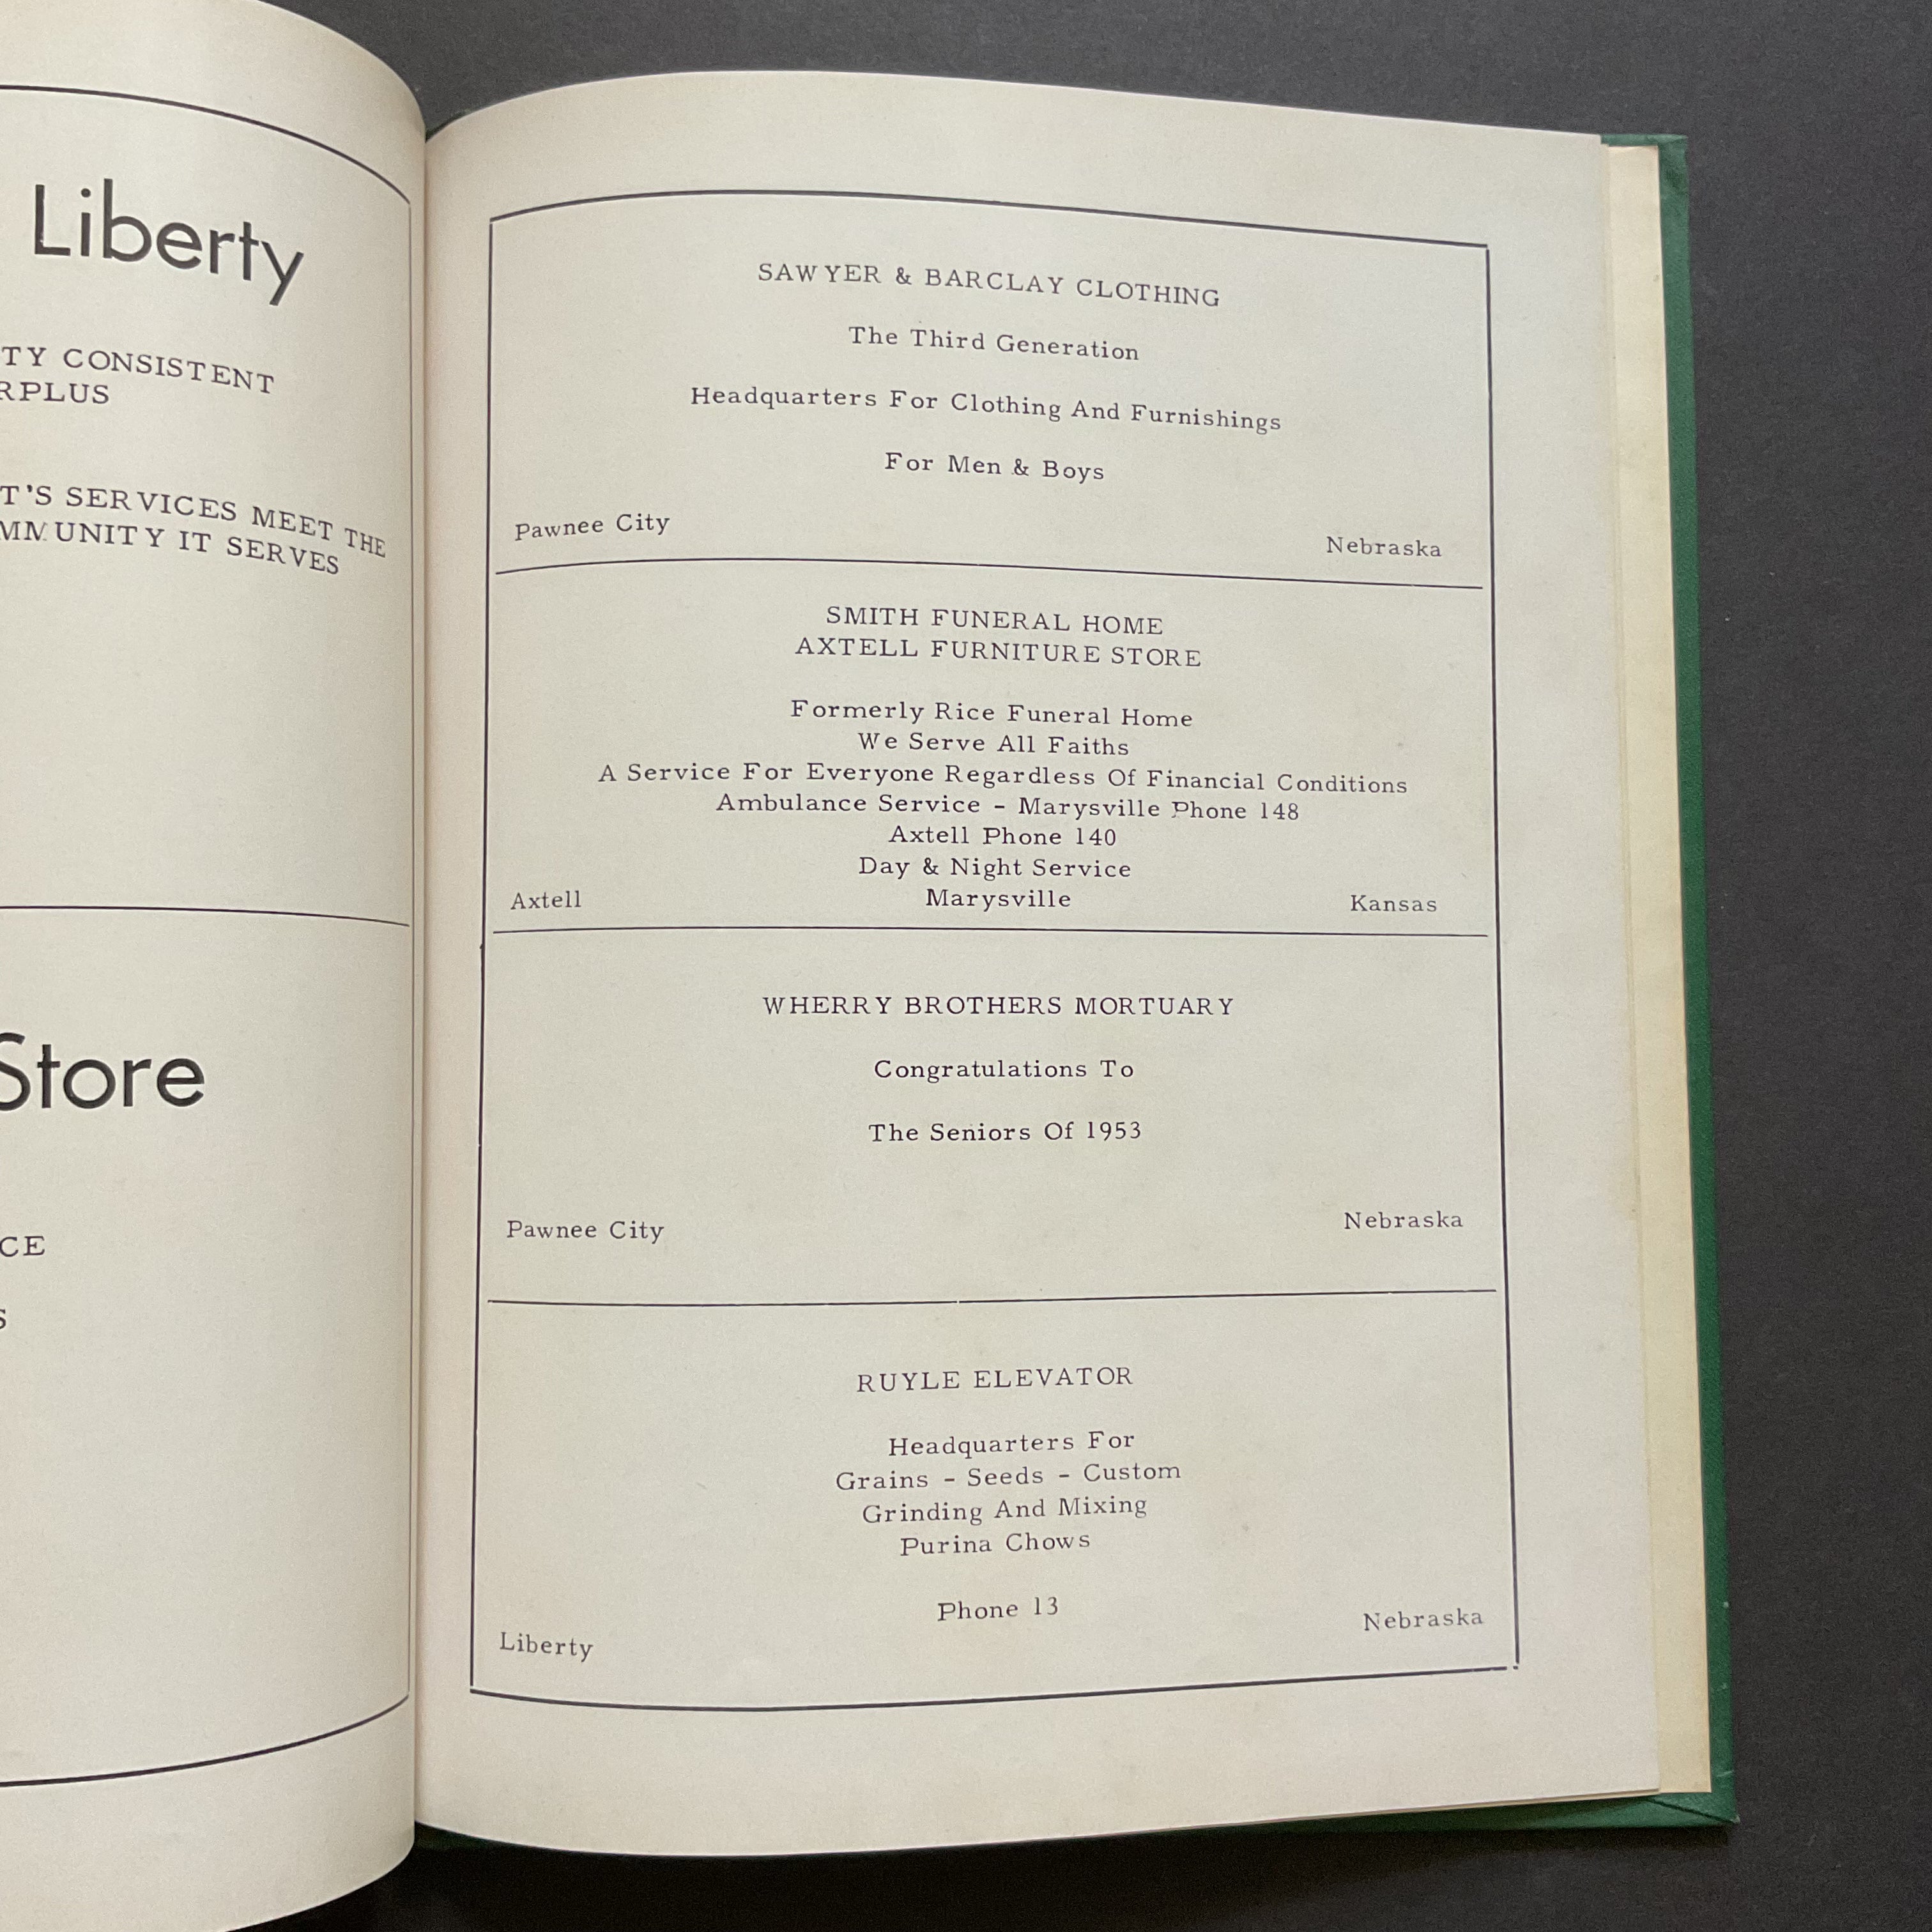 Liberty
TY CONSISTENT
RPLUS
T'S SERVICES MEET THE
MMUNITY IT SERVES
Store
CE
S
SAWYER & BARCLAY CLOTHING
The Third Generation
Headquarters For Clothing And Furnishings
For Men & Boys
Pawnee City Nebraska
SMITH FUNERAL HOME
AXTELL FURNITURE STORE
Formerly Rice Funeral Home
We Serve All Faiths
A Service For Everyone Regardless Of Financial Conditions
Ambulance Service - Marysville Phone 148
Axtell Phone 140
Day & Night Service
Axtell Marysville Kansas
WHERRY BROTHERS MORTUARY
Congratulations To
The Seniors Of 1953
Pawnee City Nebraska
RUYLE ELEVATOR
Headquarters For
Grains - Seeds - Custom
Grinding And Mixing
Purina Chows
Phone 13
Liberty Nebraska